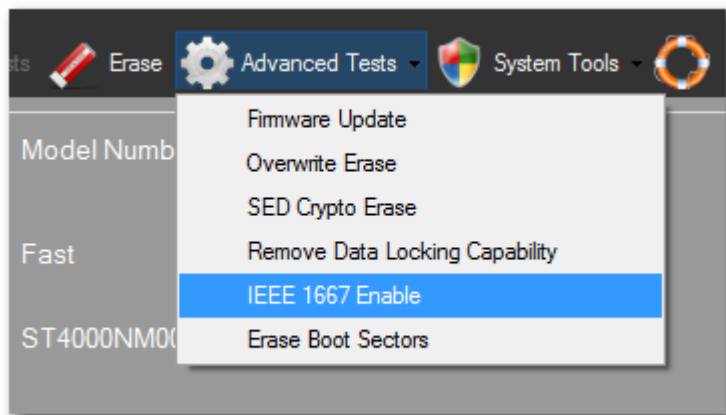 Erase Advanced Tests System Tools
Firmware Update
Model Numb
Overwrite Erase
SED Crypto Erase
Fast
Remove Data Locking Capability
IEEE 1667 Enable
ST4000NM00
Erase Boot Sectors